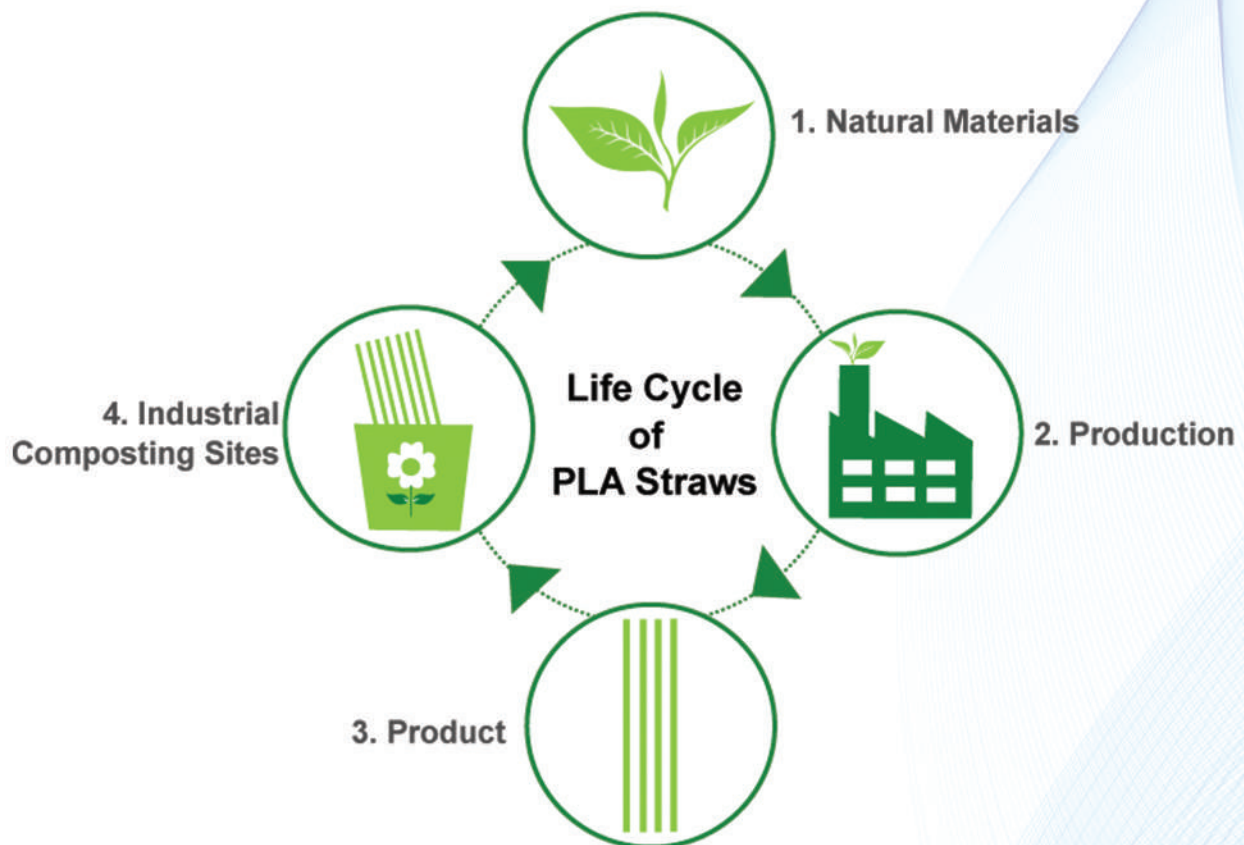 1. Natural Materials
Life Cycle
of
PLA Straws
2. Production
3. Product
4. Industrial
Composting Sites